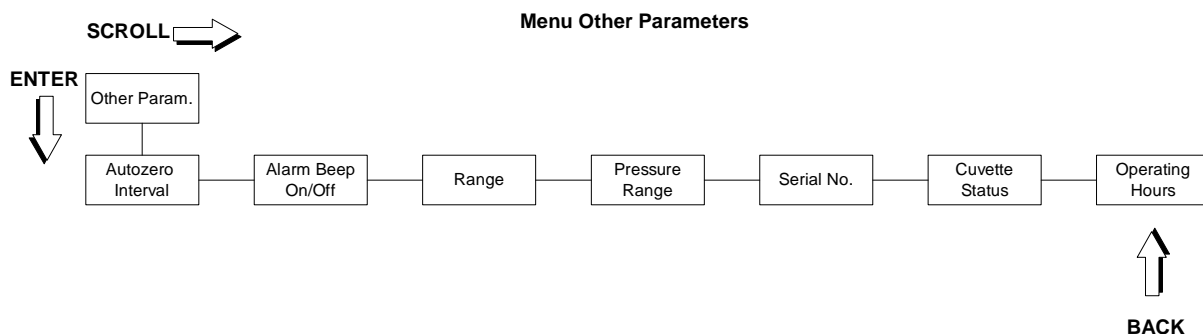 Menu Other Parameters
SCROLL
ENTER
Other Param.
Autozero
Interval
Alarm Beep
On/Off
Range
Pressure
Range
Serial No.
Cuvette
Status
Operating
Hours
BACK